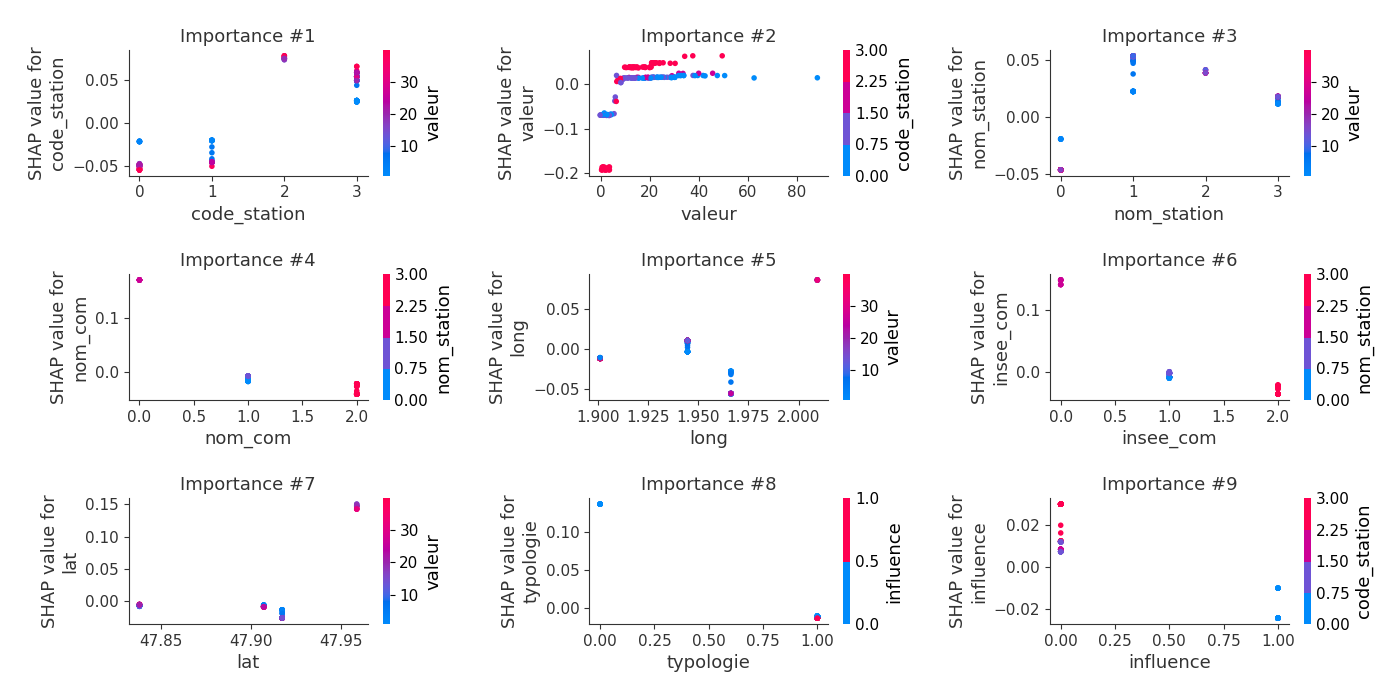 Importance #1
SHAP value for
code_station
0.05
0.00
−0.05
0
1
2
3
code_station
30
20
10
valeur
Importance #2
SHAP value for
valeur
0.0
−0.1
−0.2
0
20
40
60
80
valeur
3.00
2.25
1.50
0.75
0.00
code_station
Importance #3
SHAP value for
nom_station
0.05
0.00
−0.05
0
1
2
3
nom_station
30
20
10
valeur
Importance #4
SHAP value for
nom_com
0.1
0.0
0.0
0.5
1.0
1.5
2.0
nom_com
3.00
2.25
1.50
0.75
0.00
nom_station
Importance #5
SHAP value for
long
0.05
0.00
−0.05
1.900
1.925
1.950
1.975
2.000
long
30
20
10
valeur
Importance #6
SHAP value for
insee_com
0.1
0.0
0.0
0.5
1.0
1.5
2.0
insee_com
3.00
2.25
1.50
0.75
0.00
nom_station
Importance #7
SHAP value for
lat
0.15
0.10
0.05
0.00
47.85
47.90
47.95
lat
30
20
10
valeur
Importance #8
SHAP value for
typologie
0.10
0.05
0.00
0.00
0.25
0.50
0.75
1.00
typologie
1.0
0.5
0.0
influence
Importance #9
SHAP value for
influence
0.02
0.00
−0.02
0.00
0.25
0.50
0.75
1.00
influence
3.00
2.25
1.50
0.75
0.00
code_station